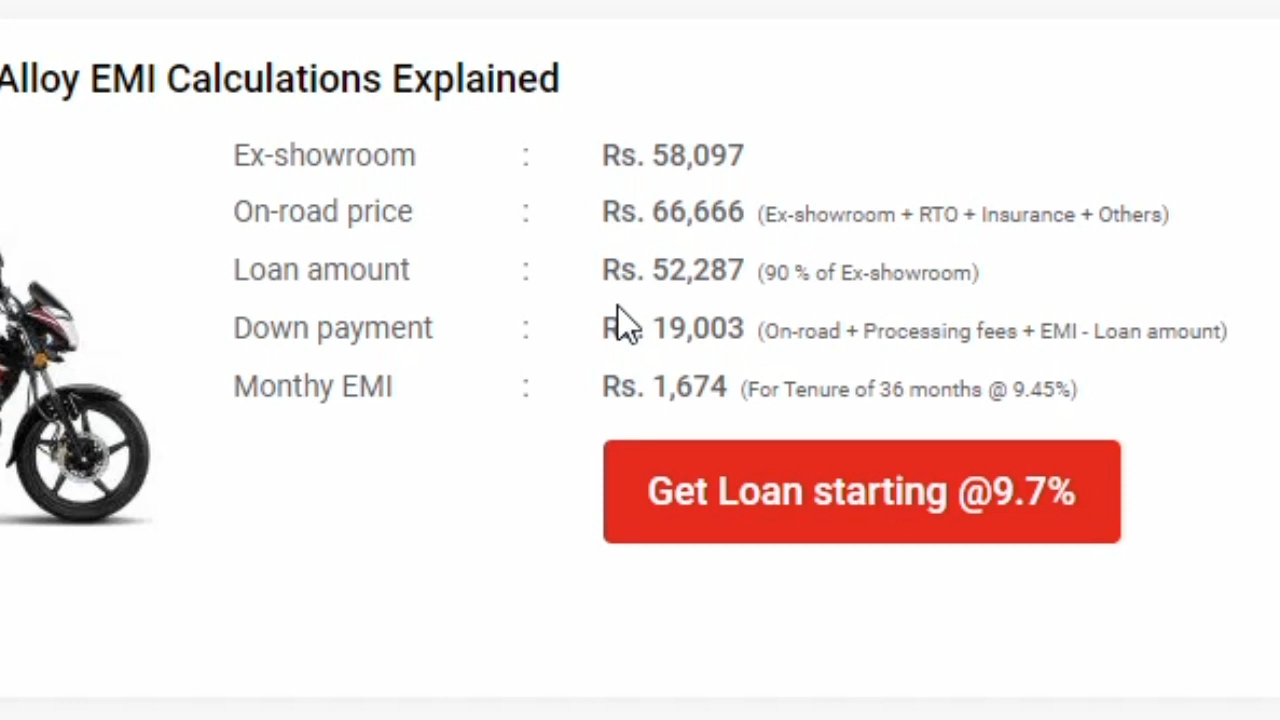 Alloy EMI Calculations Explained
Ex-showroom : Rs. 58,097
On-road price : Rs. 66,666 (Ex-showroom + RTO + Insurance + Others)
Loan amount : Rs. 52,287 (90 % of Ex-showroom)
Down payment : 19,003 (On-road + Processing fees + EMI - Loan amount)
Monthy EMI : Rs. 1,674 (For Tenure of 36 months @ 9.45%)
Get Loan starting @9.7%